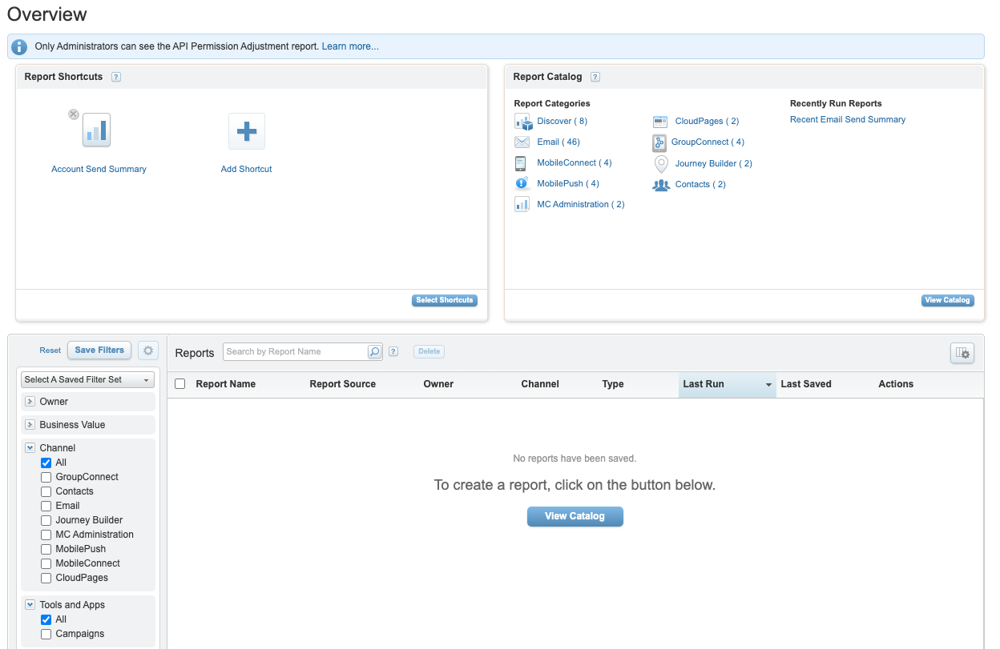 Overview
Only Administrators can see the API Permission Adjustment report. Learn more...
Report Shortcuts ?
Account Send Summary
Add Shortcut
Select Shortcuts
Report Catalog ?
Report Categories
Discover ( 8)
Email ( 46)
MobileConnect ( 4)
MobilePush ( 4)
MC Administration ( 2)
CloudPages ( 2)
GroupConnect ( 4)
Journey Builder ( 2)
Contacts ( 2)
Recently Run Reports
Recent Email Send Summary
View Catalog
Reset Save Filters
Select A Saved Filter Set
Owner
Business Value
Channel
All
GroupConnect
Contacts
Email
Journey Builder
MC Administration
MobilePush
MobileConnect
CloudPages
Tools and Apps
All
Campaigns
Reports Search by Report Name ? Delete
Report Name Report Source Owner Channel Type Last Run Last Saved Actions
No reports have been saved.
To create a report, click on the button below.
View Catalog